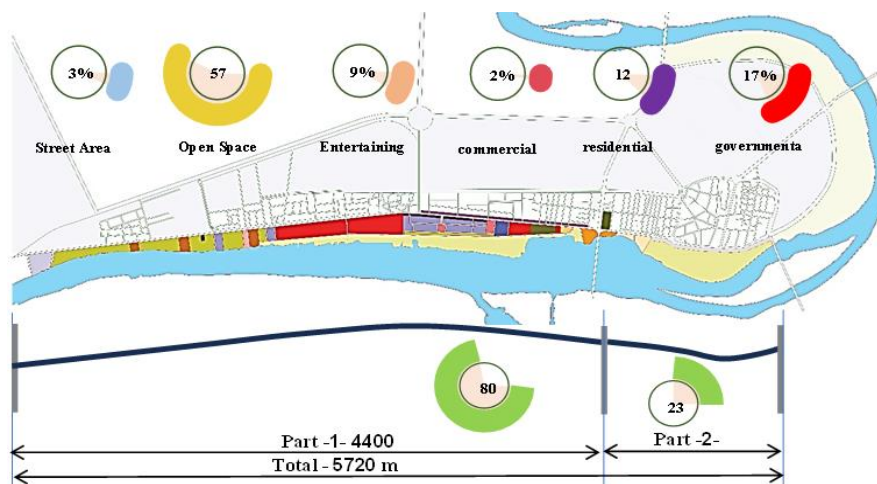 3%
57
9%
2%
12
17%
Street Area
Open Space
Entertaining
commercial
residential
governmenta
80
23
Part -1- 4400
Part -2-
Total - 5720 m